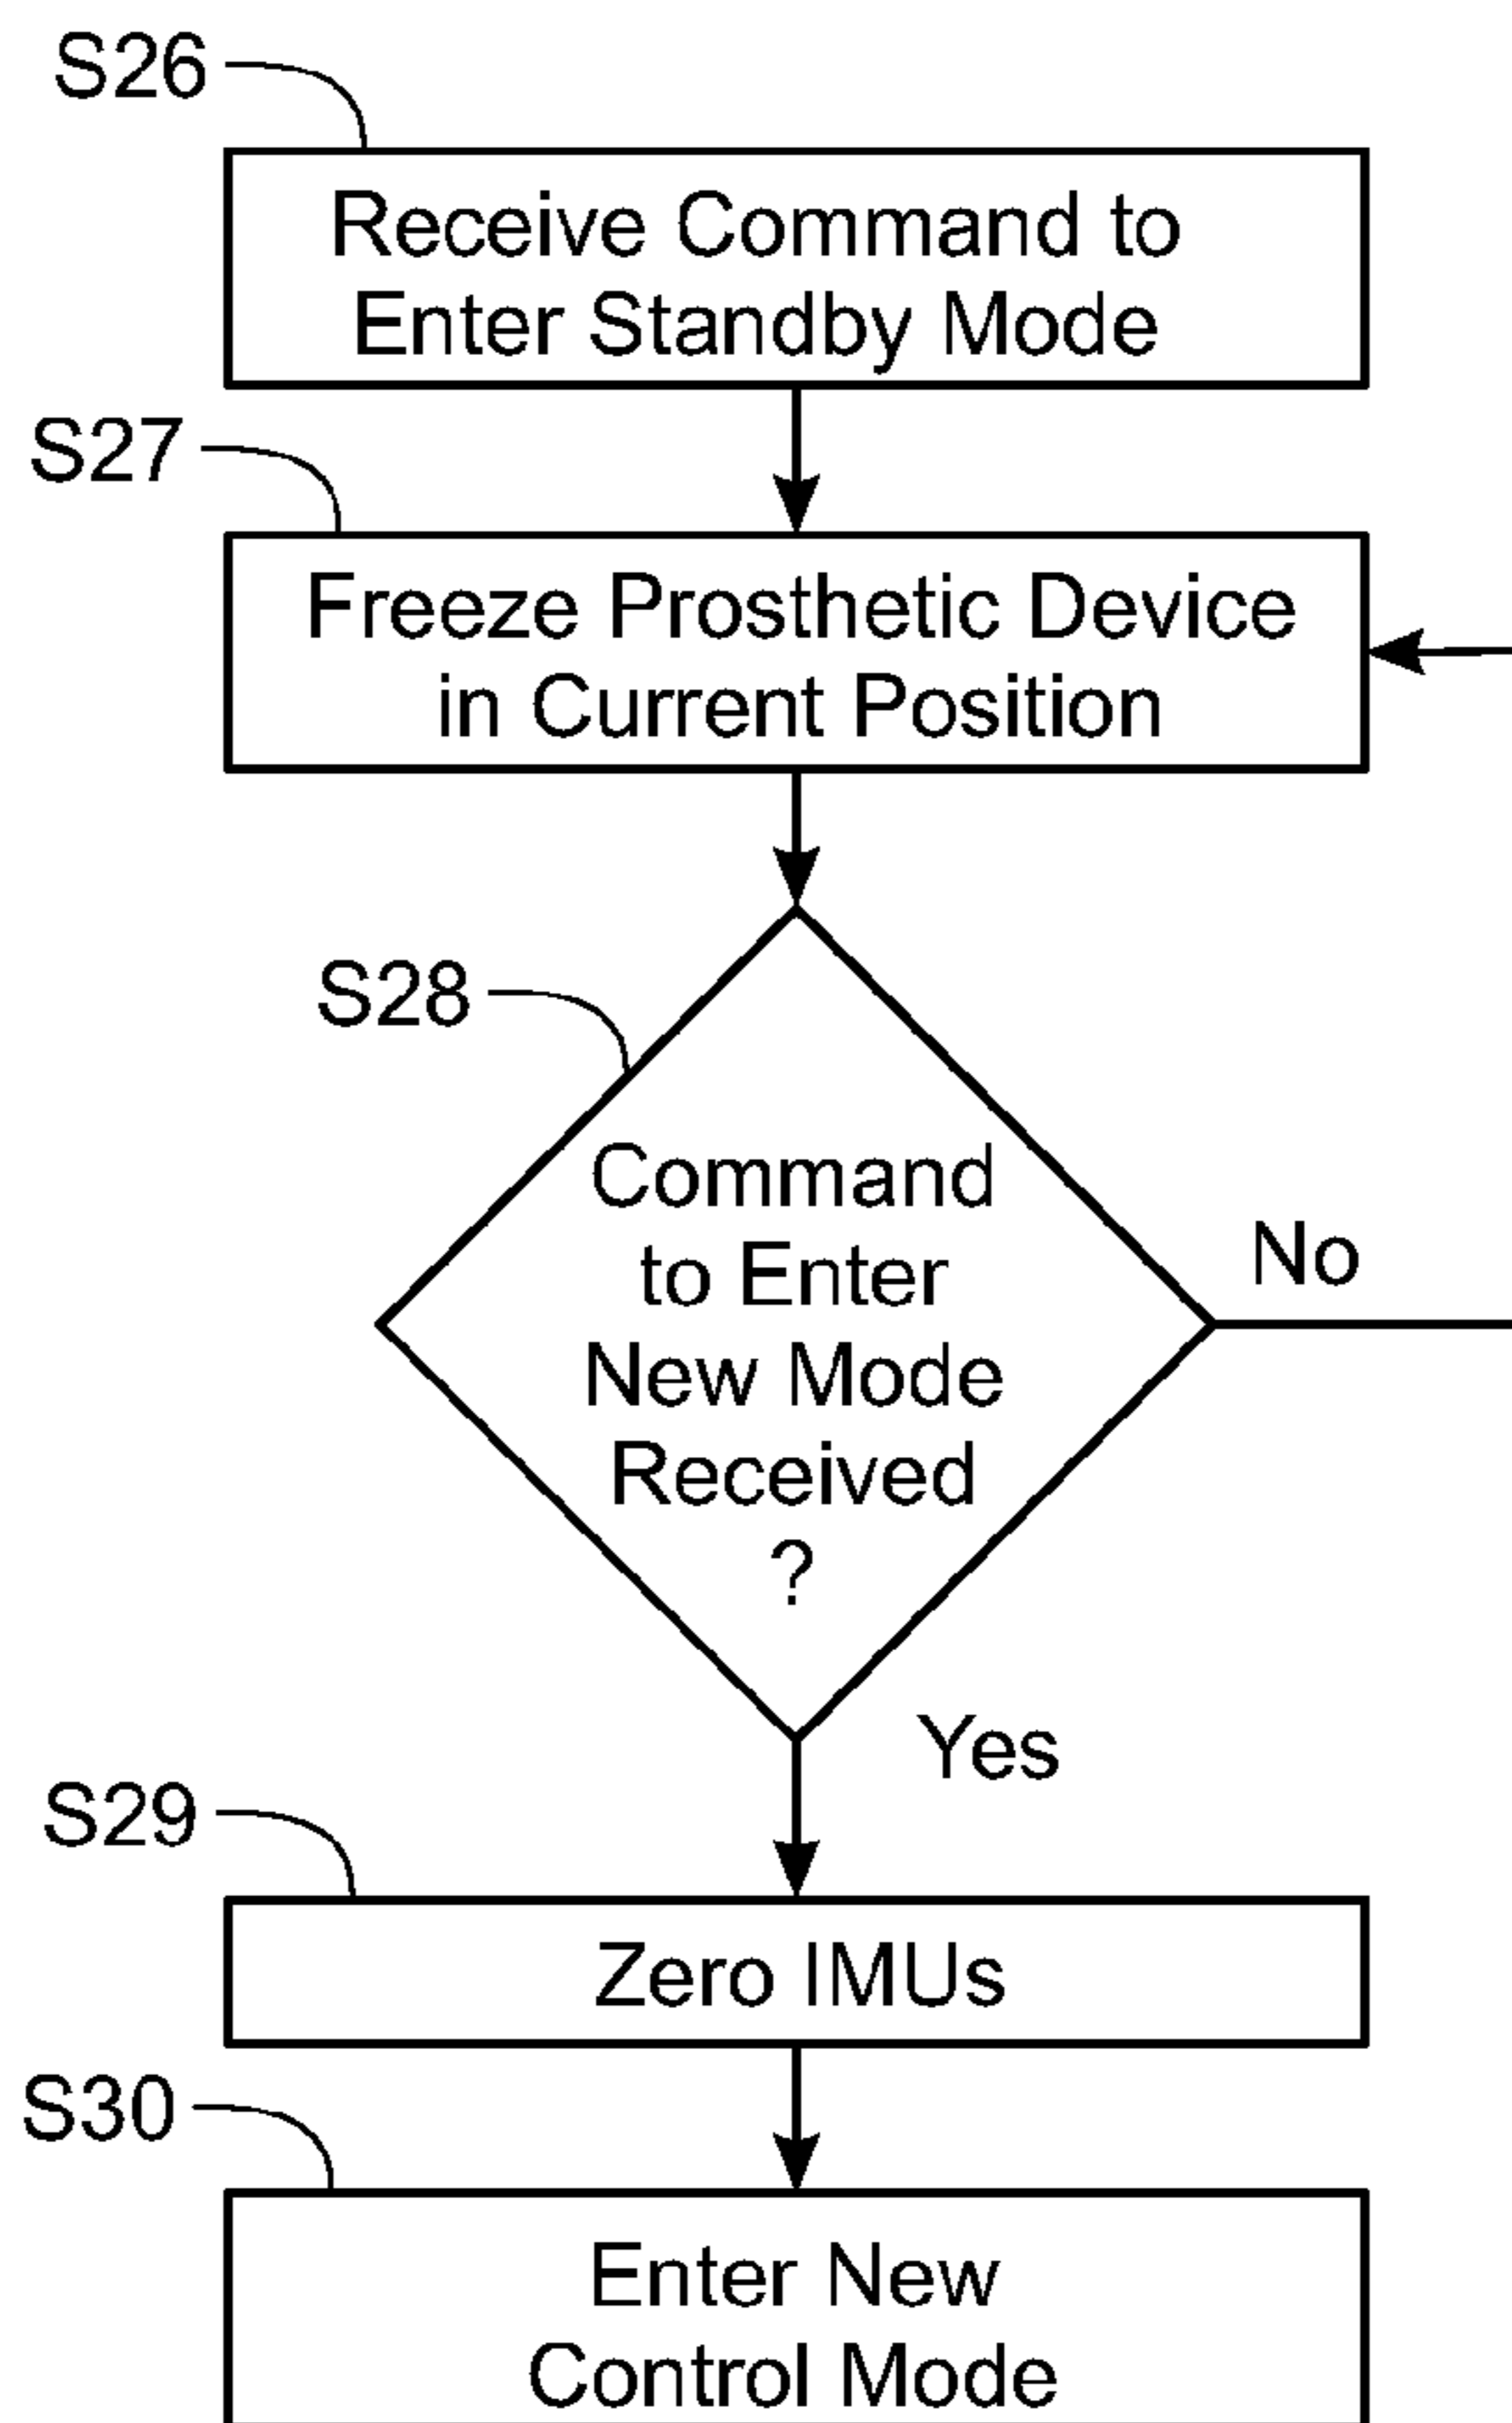 S26
Receive Command to
Enter Standby Mode
S27
Freeze Prosthetic Device
in Current Position
S28
Command
to Enter
New Mode
Received
?
No
Yes
S29
Zero IMUs
S30
Enter New
Control Mode